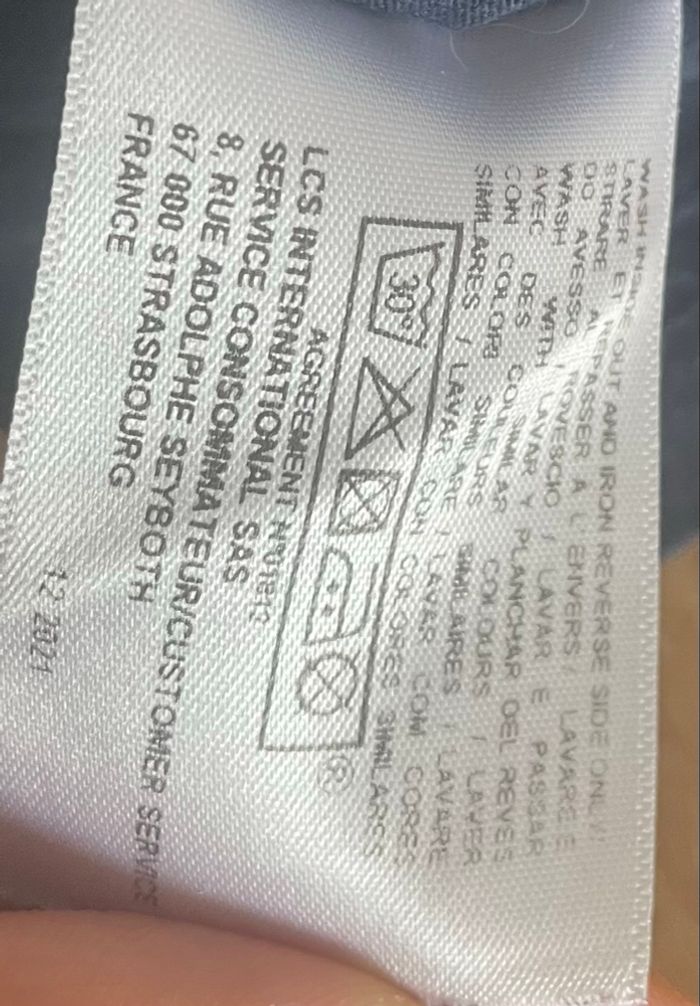 WASH INSIDE OUT AND IRON REVERSE SIDE ONLY/
LAVER ET REPASSER A L ENVERS/ LAVARE E
STIRARE AL ROVESCIO / LAVAR E PASSAR
DO AVESSO / LAVAR Y PLANCHAR DEL REVES
WASH WITH SIMILAR COLOURS / LAVER
AVEC DES COULEURS SIMILAIRES / LAVARE
CON COLORI SIMILARE / LAVAR COM CORES
SIMILARES / LAVAR CON COLORES SIMILARES
30°
®
AGREEMENT N°01812
LCS INTERNATIONAL SAS
SERVICE CONSOMMATEUR/CUSTOMER SERVICE
8, RUE ADOLPHE SEYBOTH
67 000 STRASBOURG
FRANCE
12 2021